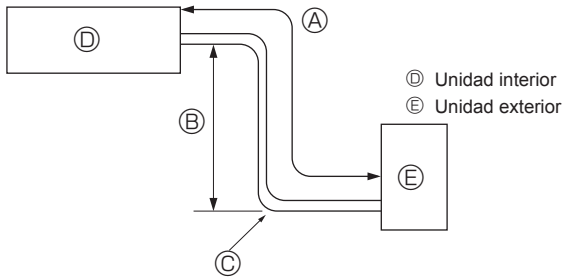 Ⓐ
Ⓓ
Ⓓ Unidad interior
Ⓔ Unidad exterior
Ⓑ
Ⓔ
Ⓒ